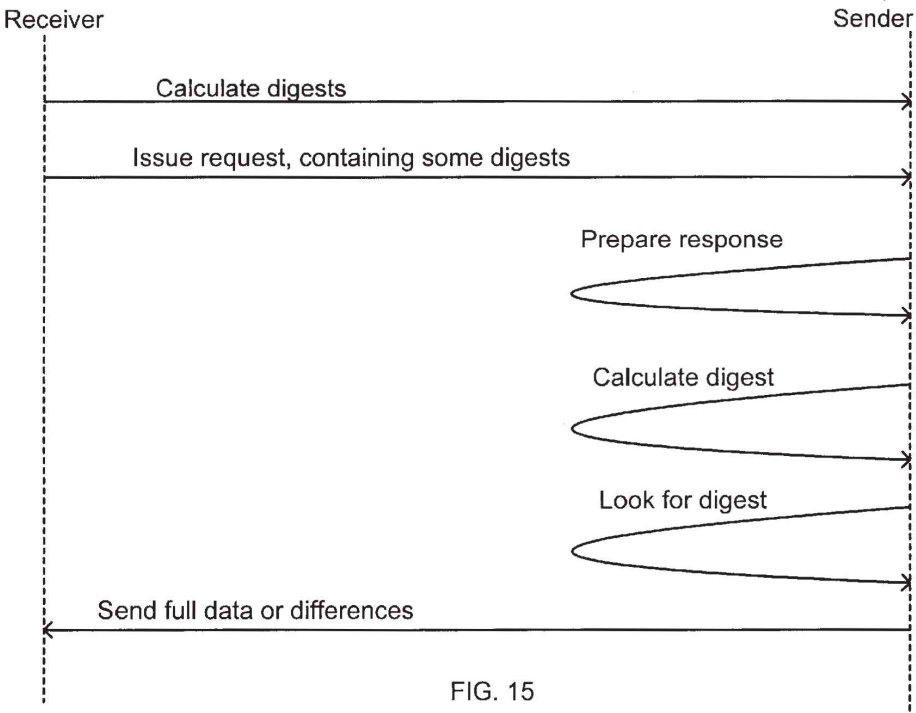 Receiver
Sender
Calculate digests
Issue request, containing some digests
Prepare response
Calculate digest
Look for digest
Send full data or differences
FIG. 15